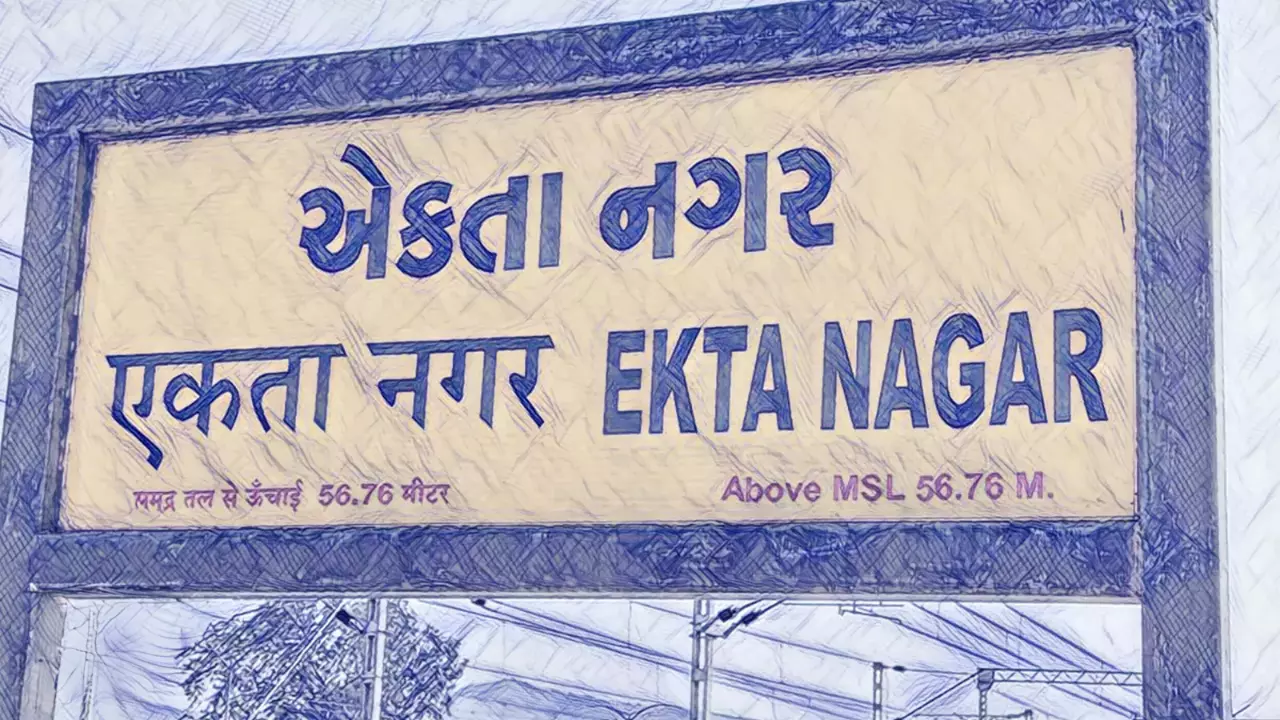 એકતા નગર
एकता नगर EKTA NAGAR
समुद्र तल से ऊँचाई 56.76 मीटर Above MSL 56.76 M.